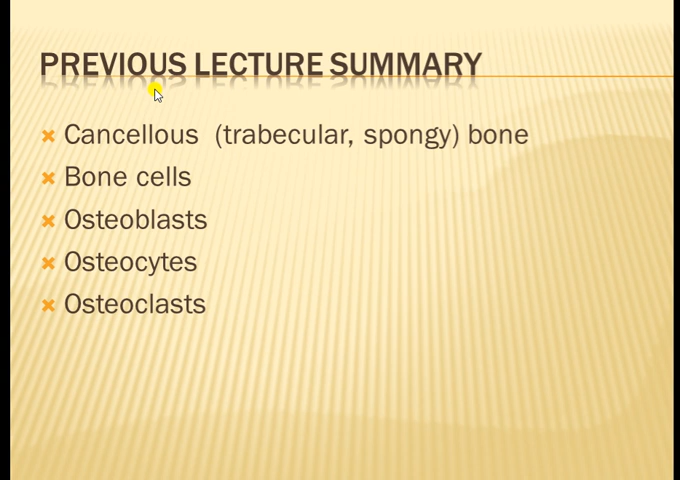 PREVIOUS LECTURE SUMMARY
Cancellous (trabecular, spongy) bone
Bone cells
Osteoblasts
Osteocytes
Osteoclasts